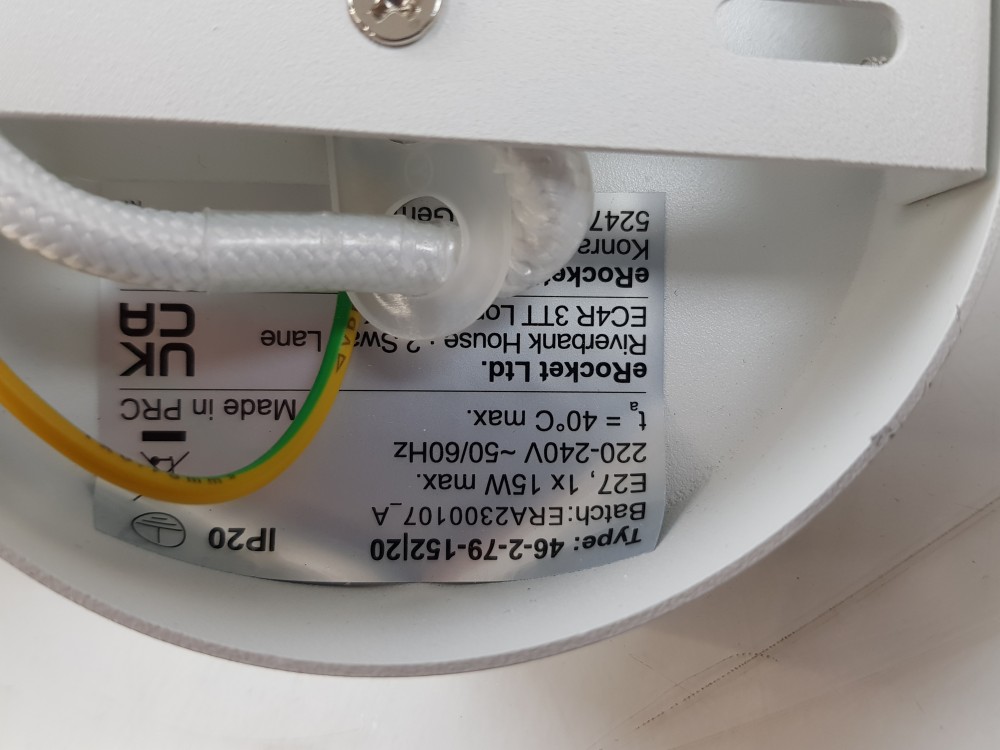 Type: 46-2-79-152|20
IP20
Batch:ERA2300107_A
E27, 1x 15W max.
220-240V ~50/60Hz
tₐ = 40°C max.
Made in PRC
eRocket Ltd.
Riverbank House · 2 Lane
EC4R 3TT
UK
CA
5247